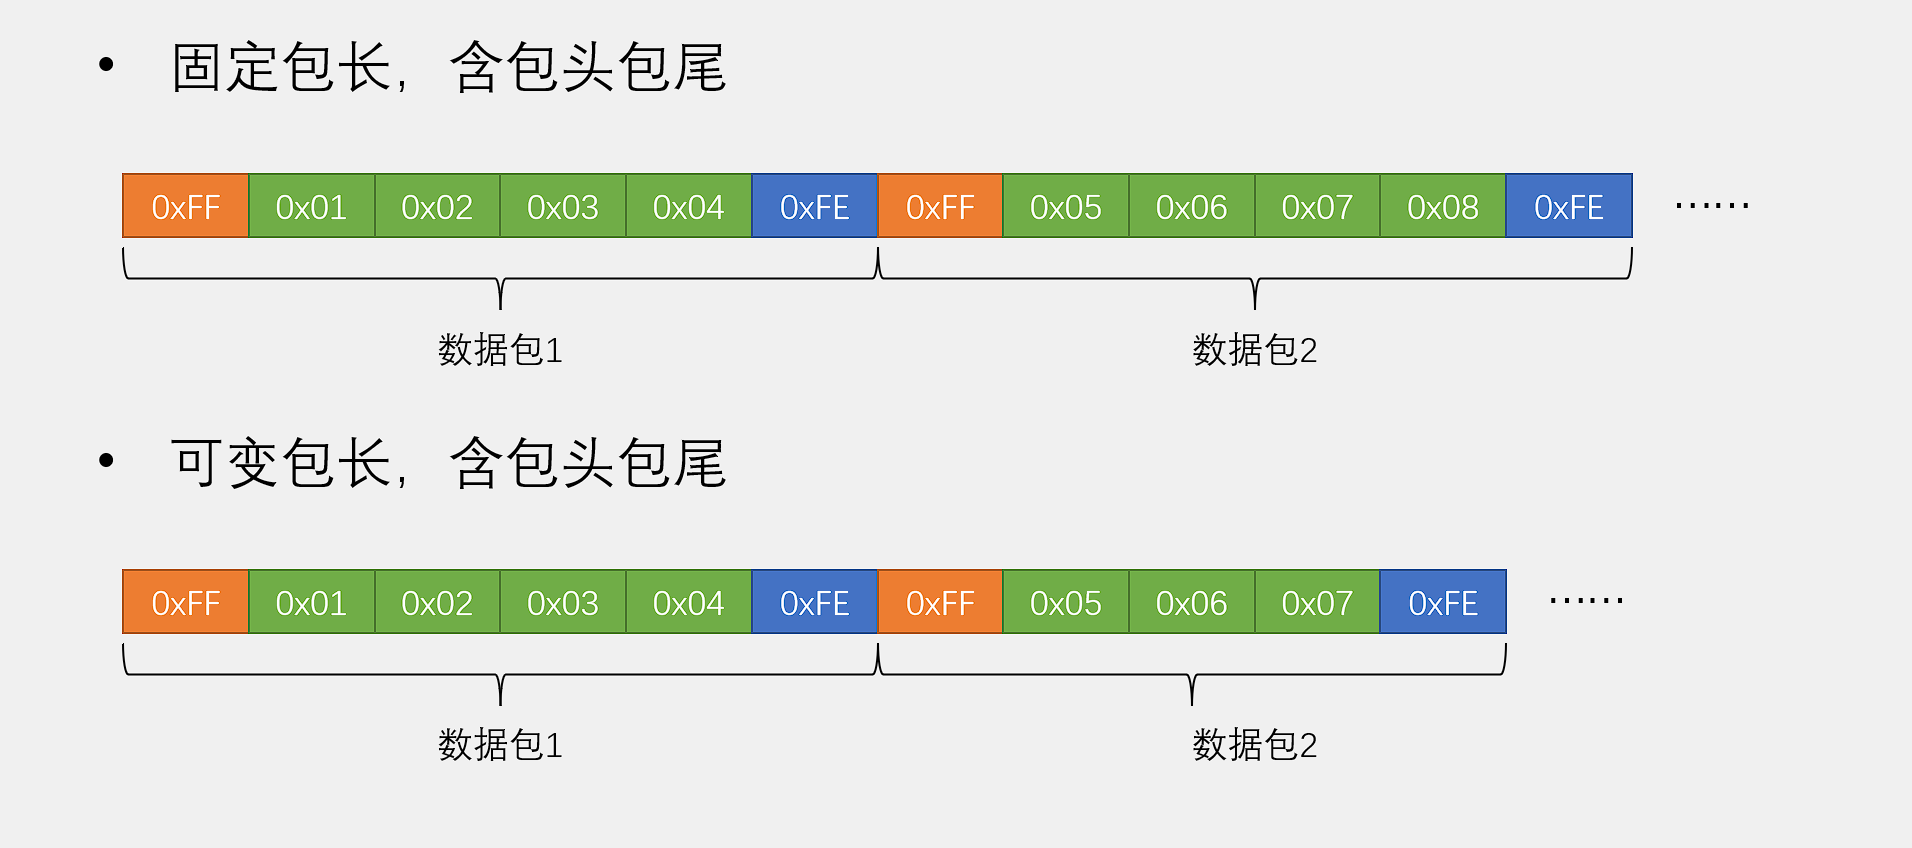 • 固定包长，含包头包尾
0xFF 0x01 0x02 0x03 0x04 0xFE 0xFF 0x05 0x06 0x07 0x08 0xFE ……
数据包1 数据包2
• 可变包长，含包头包尾
0xFF 0x01 0x02 0x03 0x04 0xFE 0xFF 0x05 0x06 0x07 0xFE ……
数据包1 数据包2